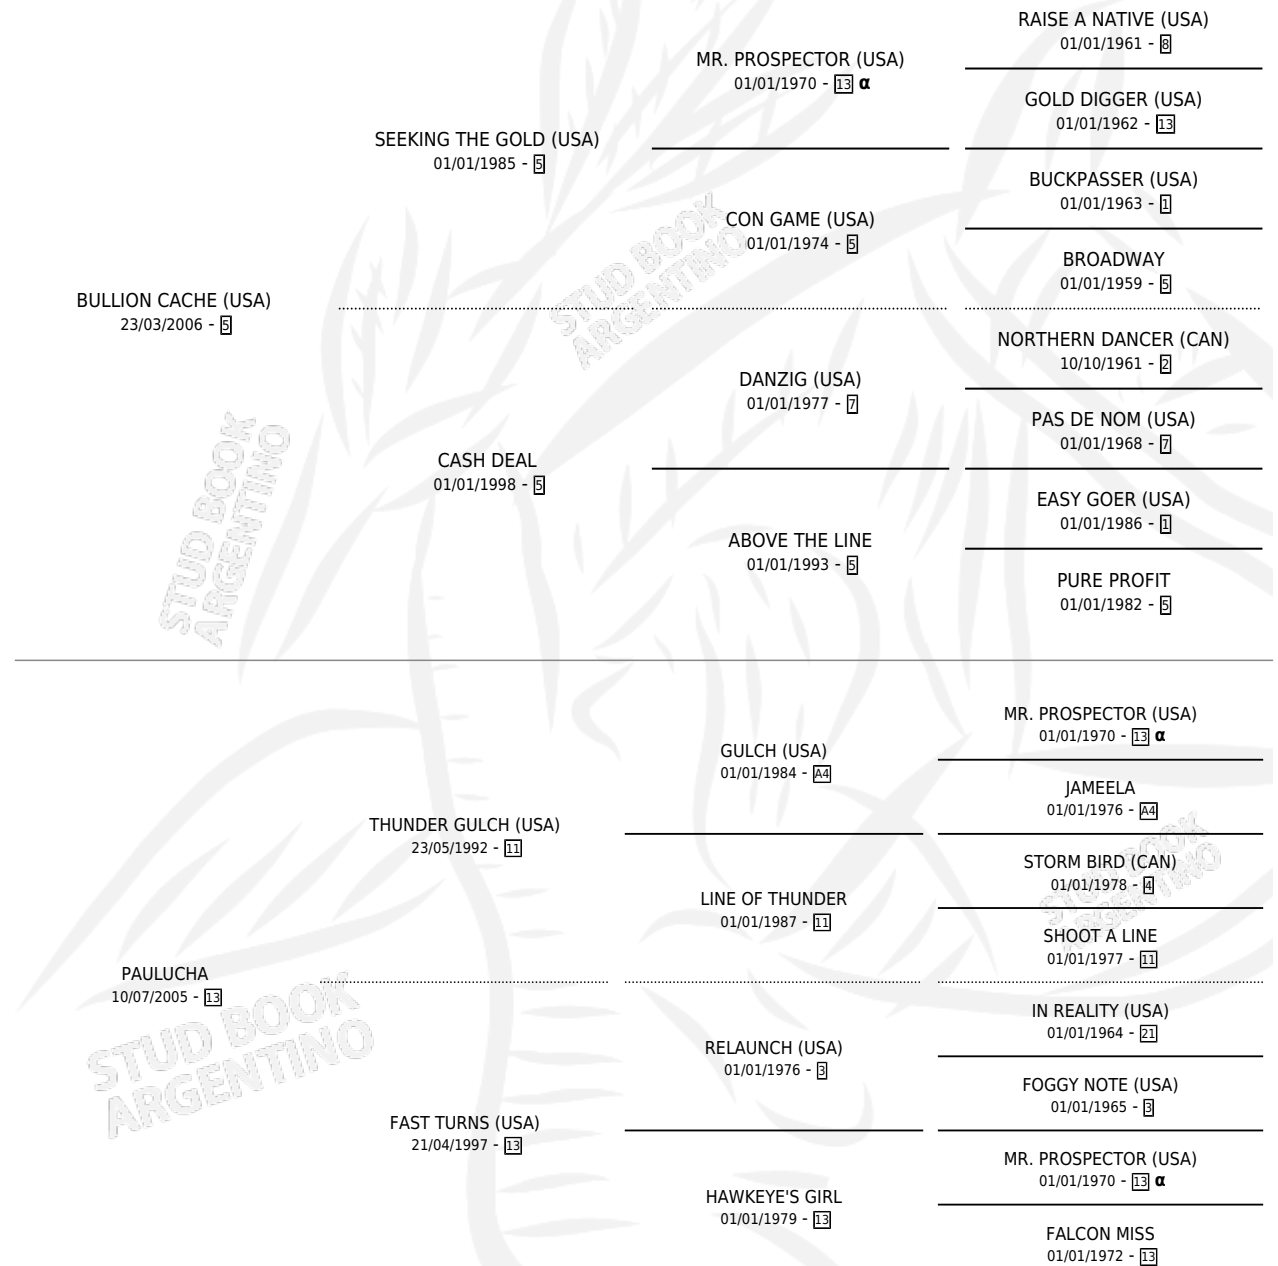 RAISE A NATIVE (USA)
01/01/1961 - 8
MR. PROSPECTOR (USA)
01/01/1970 - 13 α
GOLD DIGGER (USA)
01/01/1962 - 13
SEEKING THE GOLD (USA)
01/01/1985 - 5
BUCKPASSER (USA)
01/01/1963 - 1
CON GAME (USA)
01/01/1974 - 5
BROADWAY
01/01/1959 - 5
BULLION CACHE (USA)
23/03/2006 - 5
NORTHERN DANCER (CAN)
10/10/1961 - 2
DANZIG (USA)
01/01/1977 - 7
PAS DE NOM (USA)
01/01/1968 - 7
CASH DEAL
01/01/1998 - 5
EASY GOER (USA)
01/01/1986 - 1
ABOVE THE LINE
01/01/1993 - 5
PURE PROFIT
01/01/1982 - 5
MR. PROSPECTOR (USA)
01/01/1970 - 13 α
GULCH (USA)
01/01/1984 - A4
JAMEELA
01/01/1976 - A4
THUNDER GULCH (USA)
23/05/1992 - 11
STORM BIRD (CAN)
01/01/1978 - 4
LINE OF THUNDER
01/01/1987 - 11
SHOOT A LINE
01/01/1977 - 11
PAULUCHA
10/07/2005 - 13
IN REALITY (USA)
01/01/1964 - 21
RELAUNCH (USA)
01/01/1976 - 3
FOGGY NOTE (USA)
01/01/1965 - 3
FAST TURNS (USA)
21/04/1997 - 13
MR. PROSPECTOR (USA)
01/01/1970 - 13 α
HAWKEYE'S GIRL
01/01/1979 - 13
FALCON MISS
01/01/1972 - 13
STUD BOOK
ARGENTINO
STUD BOOK
ARGENTINO
STUD BOOK
ARGENTINO
STUD BOOK
ARGENTINO